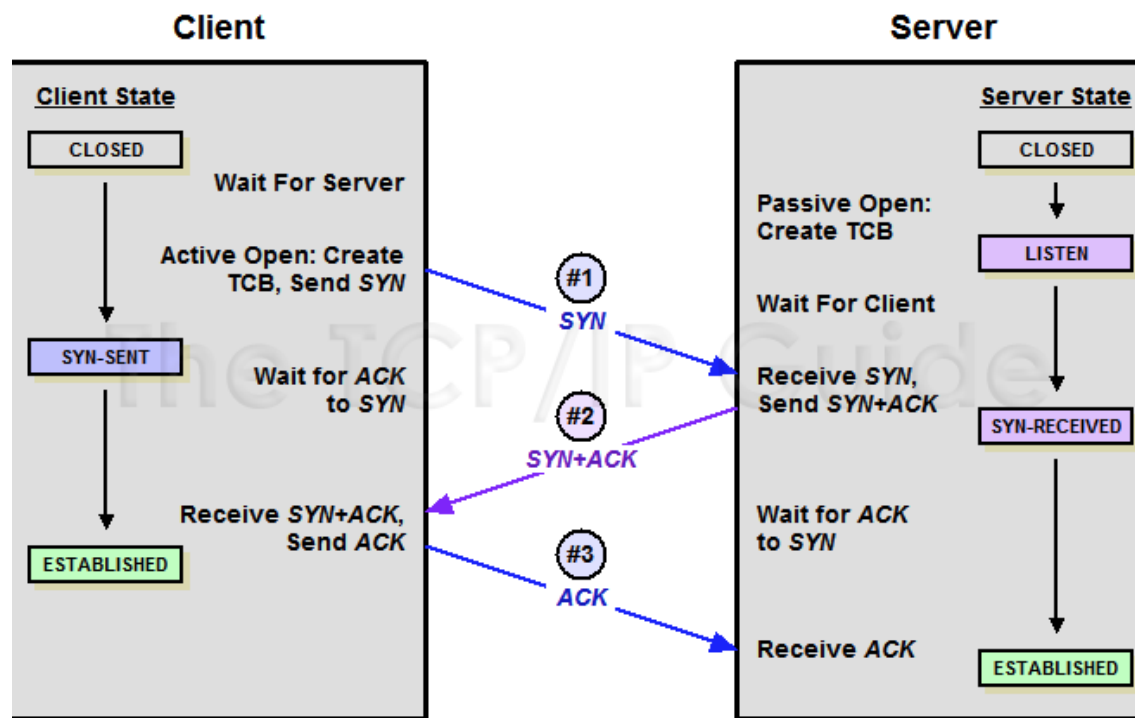 Client
Server
Client State
Server State
CLOSED
CLOSED
Wait For Server
Passive Open:
Create TCB
Active Open: Create
TCB, Send SYN
LISTEN
#1
SYN
Wait For Client
The TCP/IP Guide
SYN-SENT
Wait for ACK
to SYN
Receive SYN,
Send SYN+ACK
#2
SYN+ACK
SYN-RECEIVED
Receive SYN+ACK,
Send ACK
Wait for ACK
to SYN
ESTABLISHED
#3
ACK
Receive ACK
ESTABLISHED